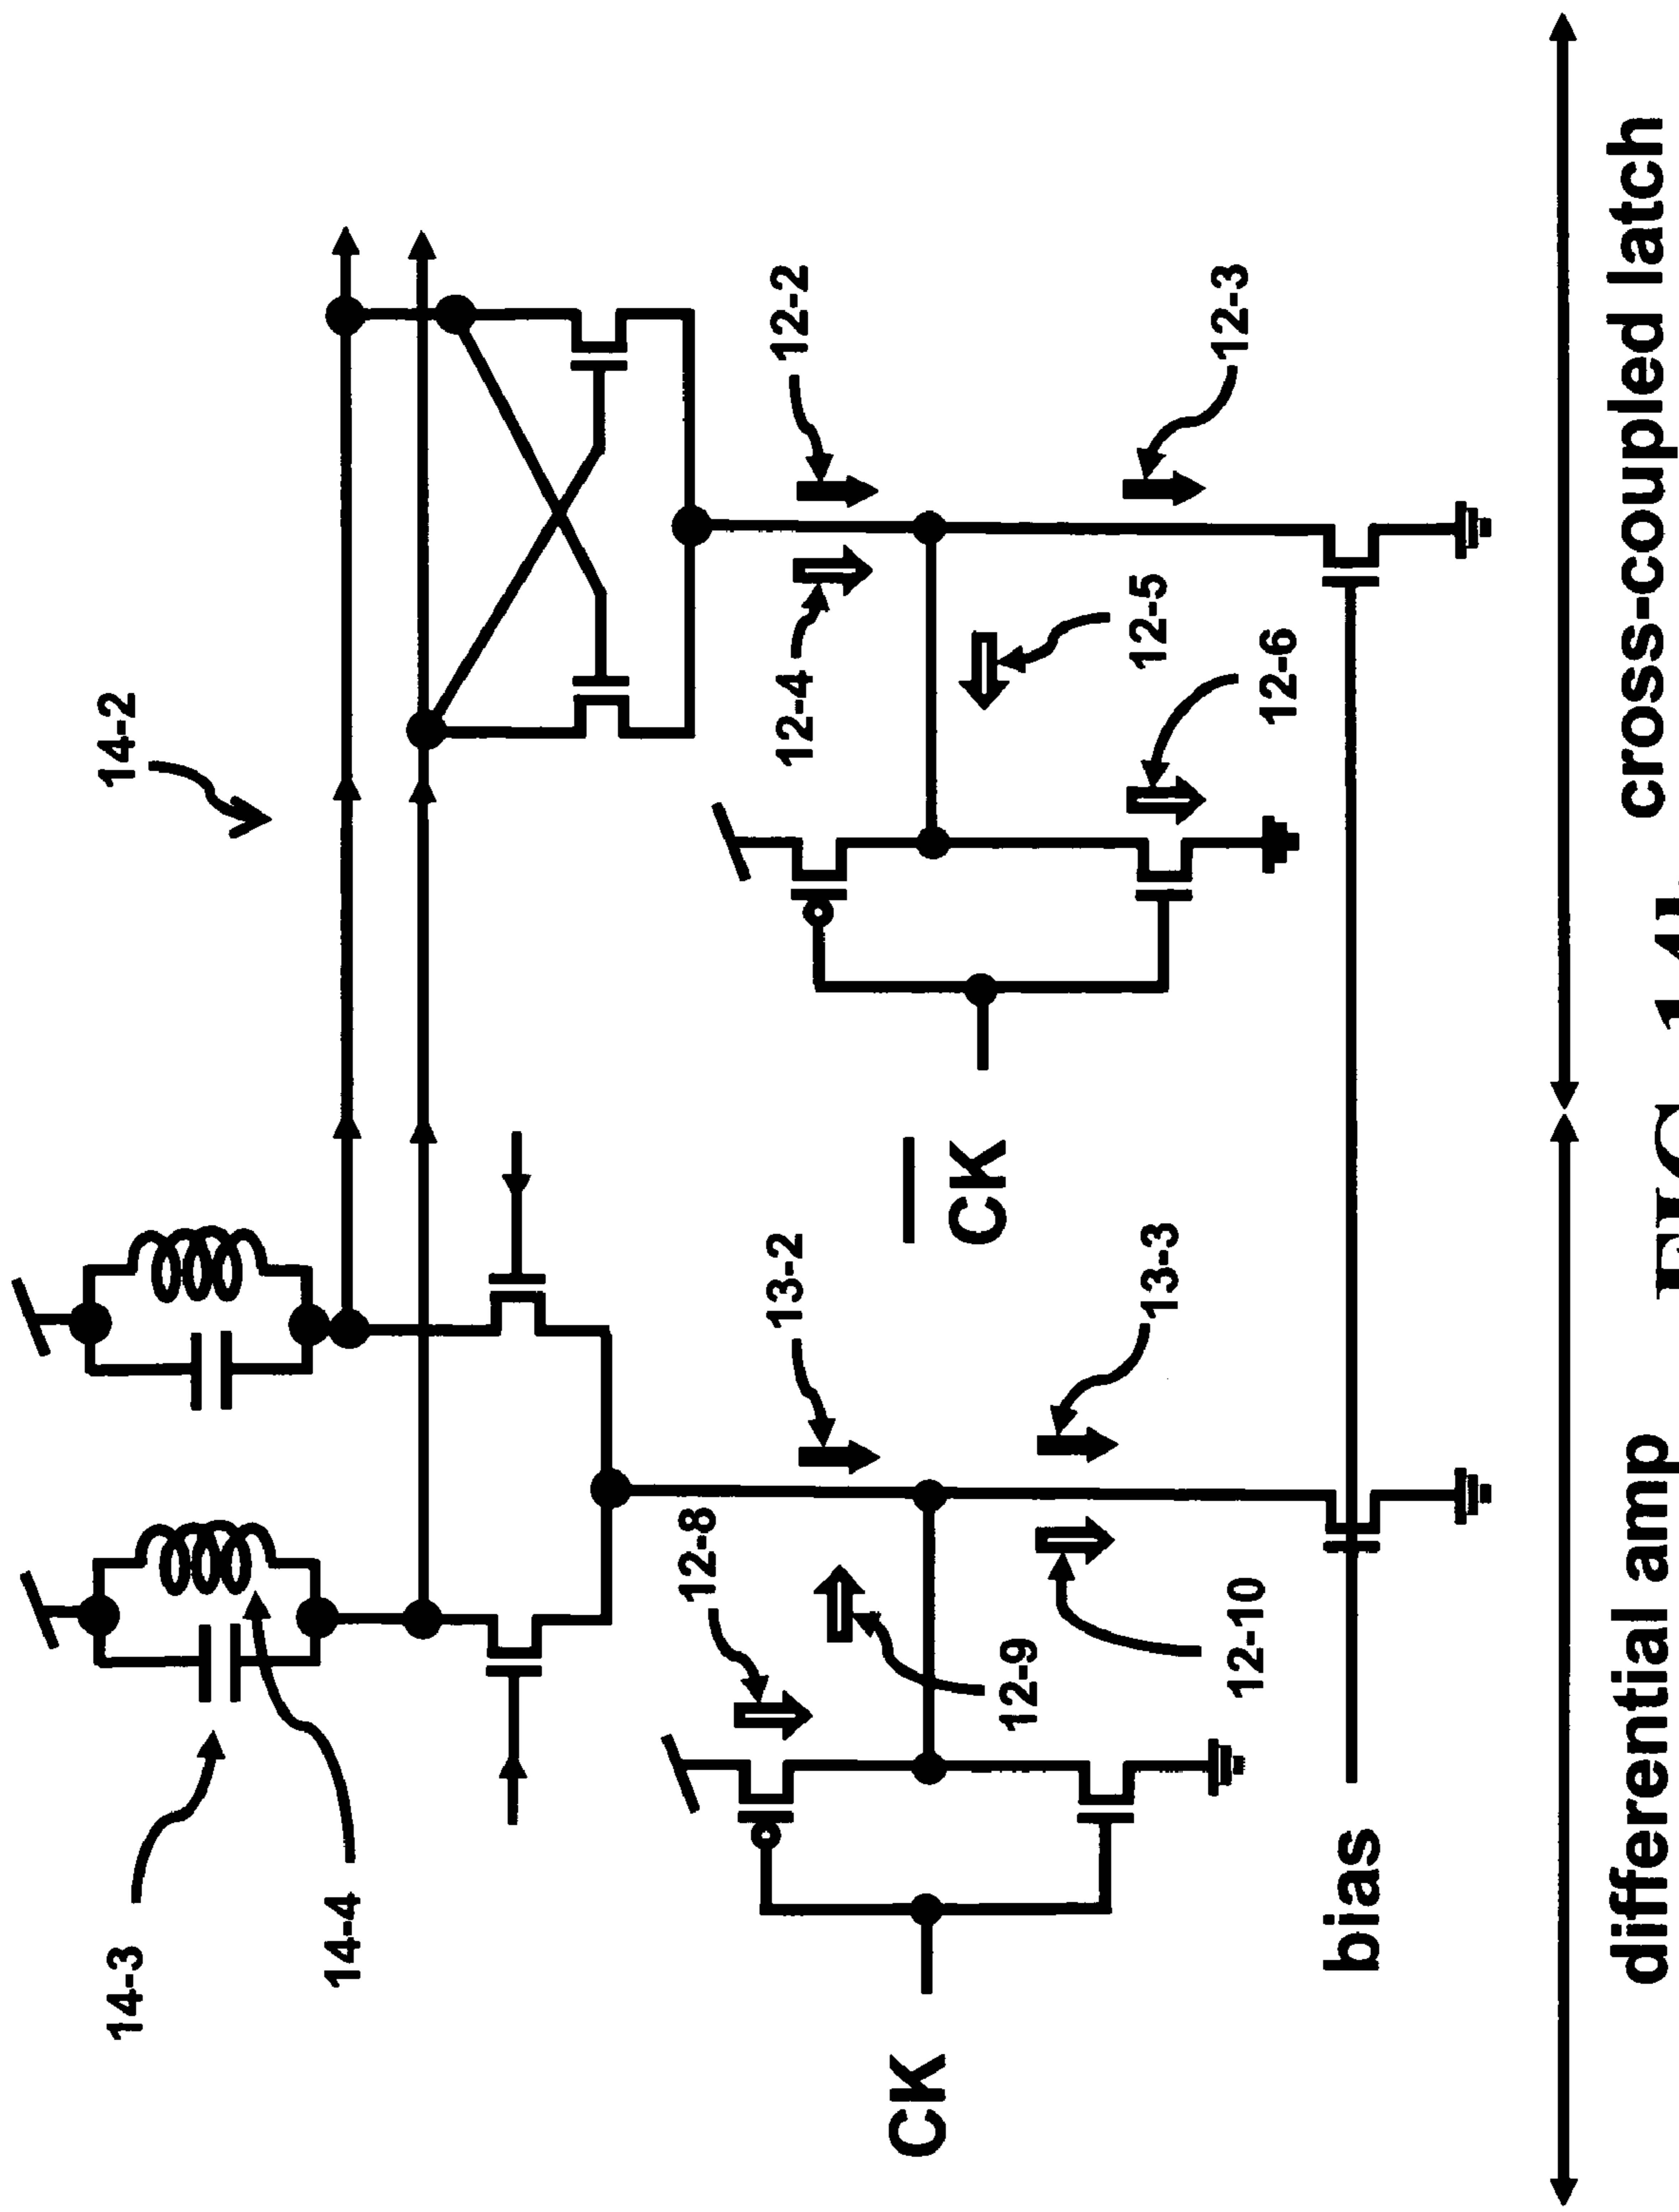 14-2
14-3
14-4
12-2
12-4
12-3
12-5
12-6
13-2
12-8
13-3
12-9
12-10
CK
CK
bias
differential amp
cross-coupled latch